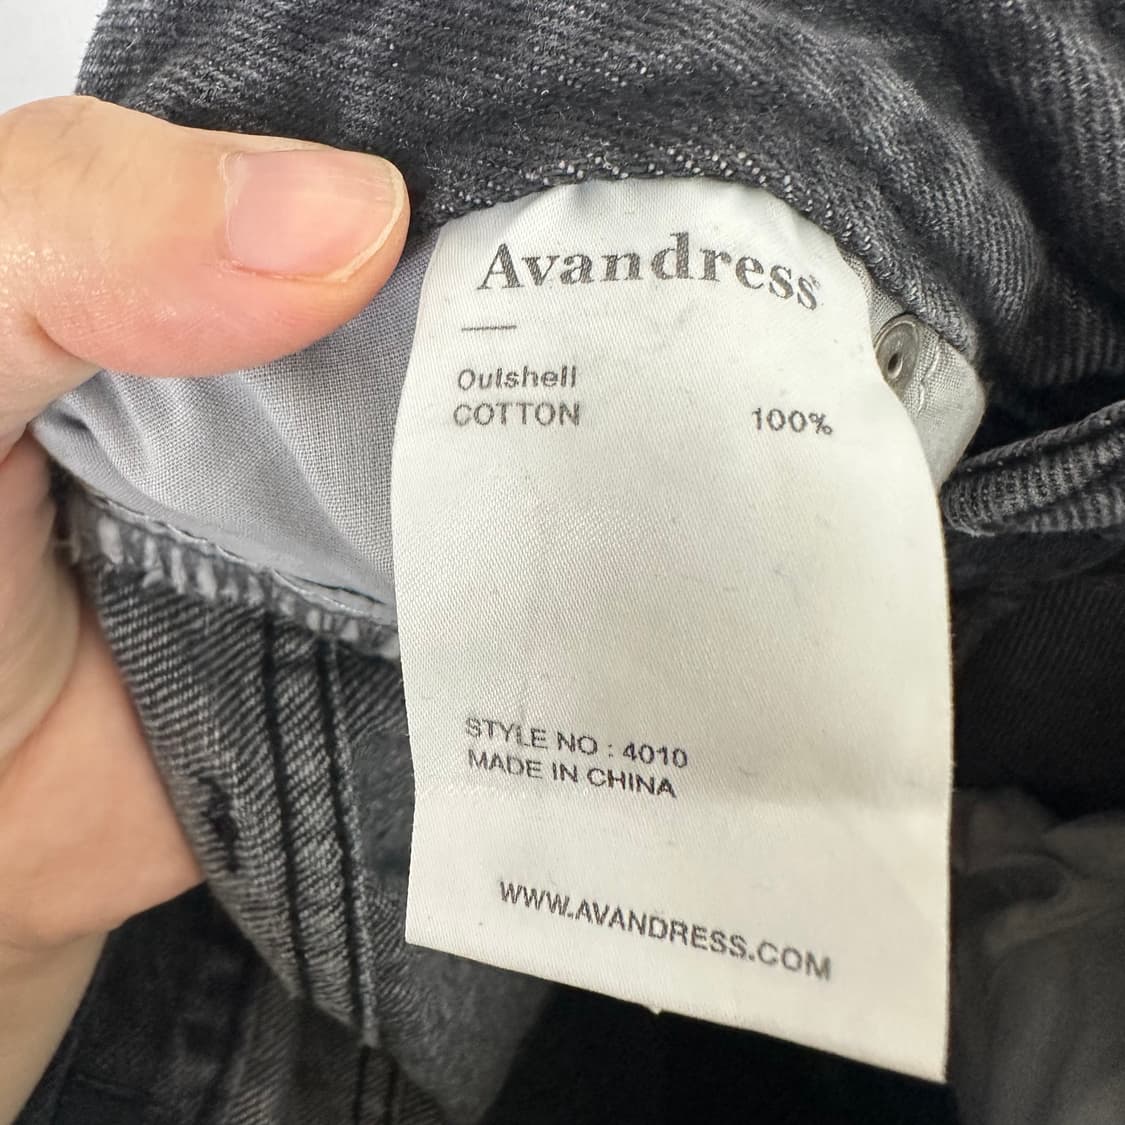 Avandress
Outshell
COTTON 100%
STYLE NO : 4010
MADE IN CHINA
WWW.AVANDRESS.COM